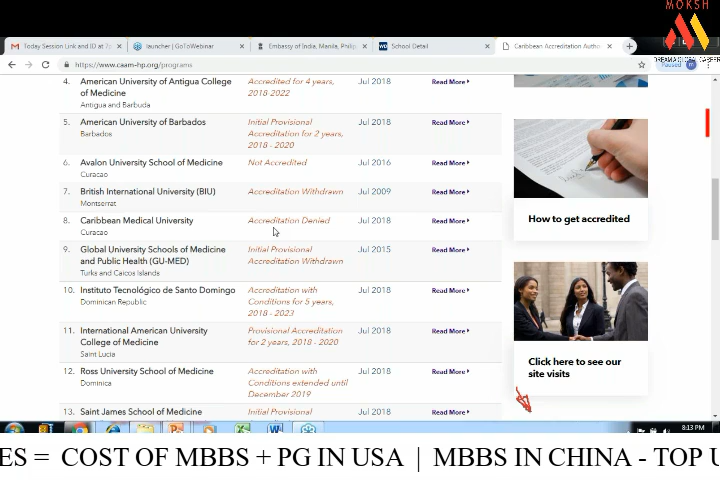 MOKSH
DREAM A GLOBAL CAREER
Today Session Link and ID at 7
launcher | GoToWebinar
Embassy of India, Manila, Philip
School Detail
Caribbean Accreditation Autho
https://www.caam-hp.org/programs
Paused
4. American University of Antigua College of Medicine
Antigua and Barbuda
Accredited for 4 years, 2018-2022
Jul 2018
Read More
5. American University of Barbados
Barbados
Initial Provisional Accreditation for 2 years, 2018 - 2020
Jul 2018
Read More
6. Avalon University School of Medicine
Curacao
Not Accredited
Jul 2016
Read More
7. British International University (BIU)
Montserrat
Accreditation Withdrawn
Jul 2009
Read More
8. Caribbean Medical University
Curacao
Accreditation Denied
Jul 2018
Read More
9. Global University Schools of Medicine and Public Health (GU-MED)
Turks and Caicos Islands
Initial Provisional Accreditation Withdrawn
Jul 2015
Read More
10. Instituto Tecnológico de Santo Domingo
Dominican Republic
Accreditation with Conditions for 5 years, 2018 - 2023
Jul 2018
Read More
11. International American University College of Medicine
Saint Lucia
Provisional Accreditation for 2 years, 2018 - 2020
Jul 2018
Read More
12. Ross University School of Medicine
Dominica
Accreditation with Conditions extended until December 2019
Jul 2018
Read More
13. Saint James School of Medicine
Initial Provisional
Jul 2018
Read More
How to get accredited
Click here to see our
site visits
8:13 PM
ES = COST OF MBBS + PG IN USA | MBBS IN CHINA - TOP U